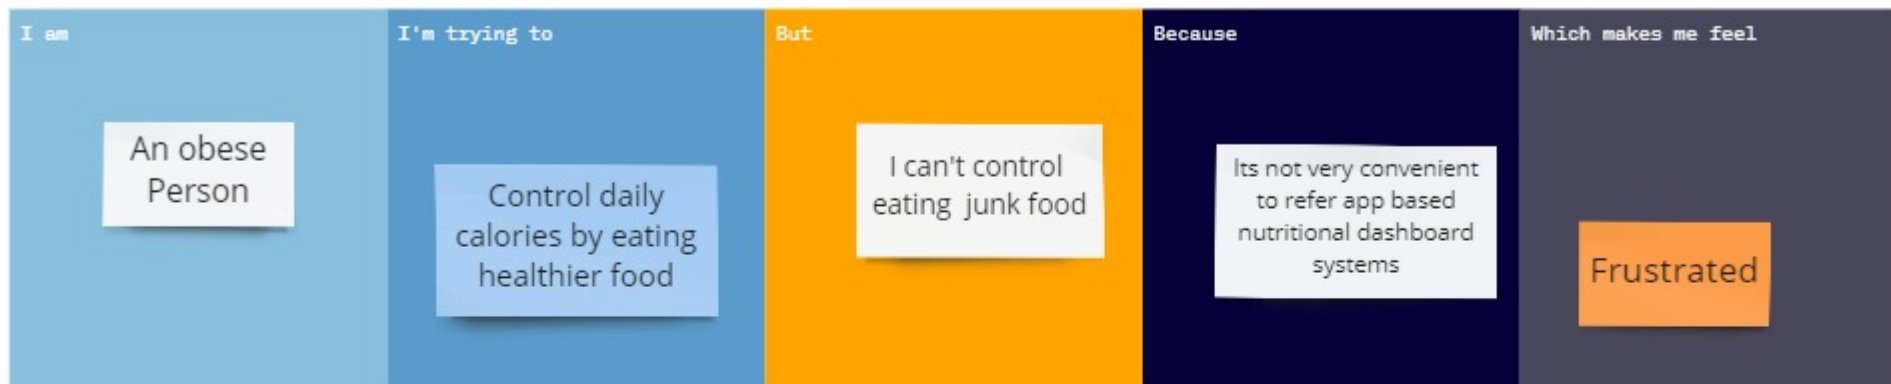 I am
An obese
Person
I'm trying to
Control daily
calories by eating
healthier food
But
I can't control
eating junk food
Because
Its not very convenient
to refer app based
nutritional dashboard
systems
Which makes me feel
Frustrated